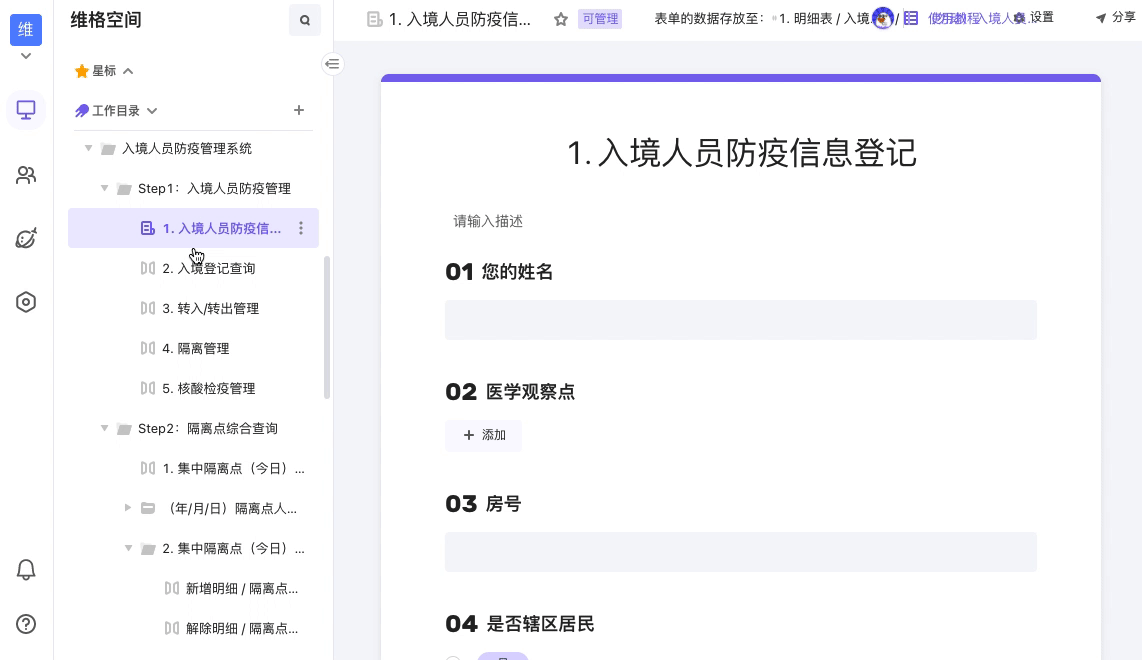 维
维格空间
星标
工作目录
入境人员防疫管理系统
Step1：入境人员防疫管理
1. 入境人员防疫信...
2. 入境登记查询
3. 转入/转出管理
4. 隔离管理
5. 核酸检疫管理
Step2：隔离点综合查询
1. 集中隔离点（今日）...
（年/月/日）隔离点人...
2. 集中隔离点（今日）...
新增明细 / 隔离点...
解除明细 / 隔离点...
1. 入境人员防疫信...
可管理
表单的数据存放至：
1. 明细表 / 入境
使用教程
入境人员
设置
分享
1. 入境人员防疫信息登记
请输入描述
01 您的姓名
02 医学观察点
+ 添加
03 房号
04 是否辖区居民